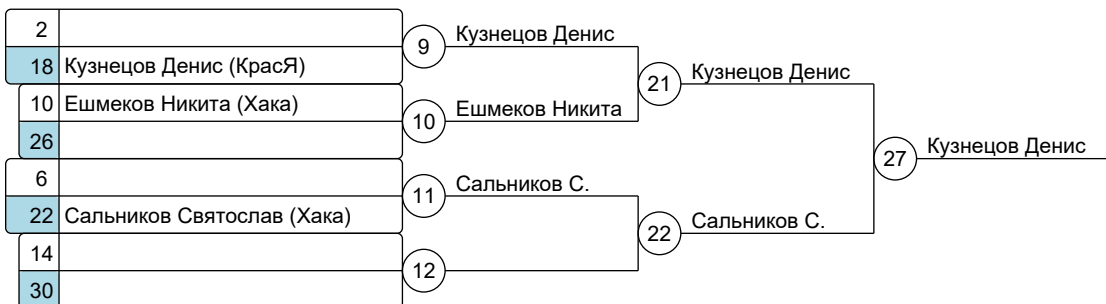 2
18 Кузнецов Денис (КрасЯ)
10 Ешмеков Никита (Хака)
26
6
22 Сальников Святослав (Хака)
14
30
9 Кузнецов Денис
10 Ешмеков Никита
11 Сальников С.
12
21 Кузнецов Денис
22 Сальников С.
27 Кузнецов Денис